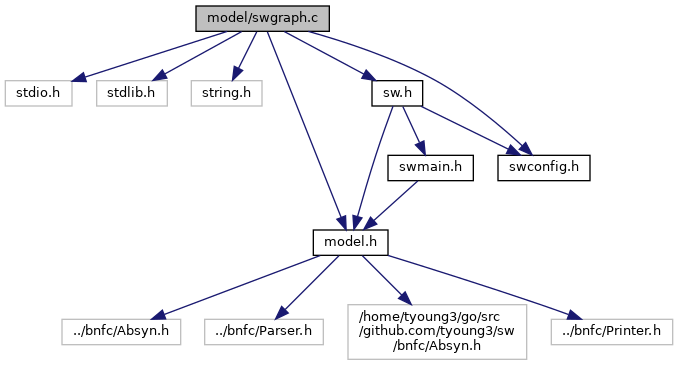 model/swgraph.c
stdio.h
stdlib.h
string.h
sw.h
swmain.h
swconfig.h
model.h
../bnfc/Absyn.h
../bnfc/Parser.h
/home/tyoung3/go/src
/github.com/tyoung3/sw
/bnfc/Absyn.h
../bnfc/Printer.h